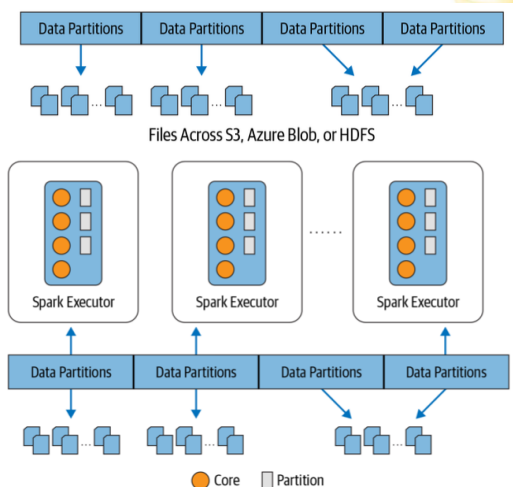 Data Partitions Data Partitions Data Partitions Data Partitions
... ... ...
Files Across S3, Azure Blob, or HDFS
......
Spark Executor Spark Executor Spark Executor
Data Partitions Data Partitions Data Partitions Data Partitions
... ... ...
Core Partition